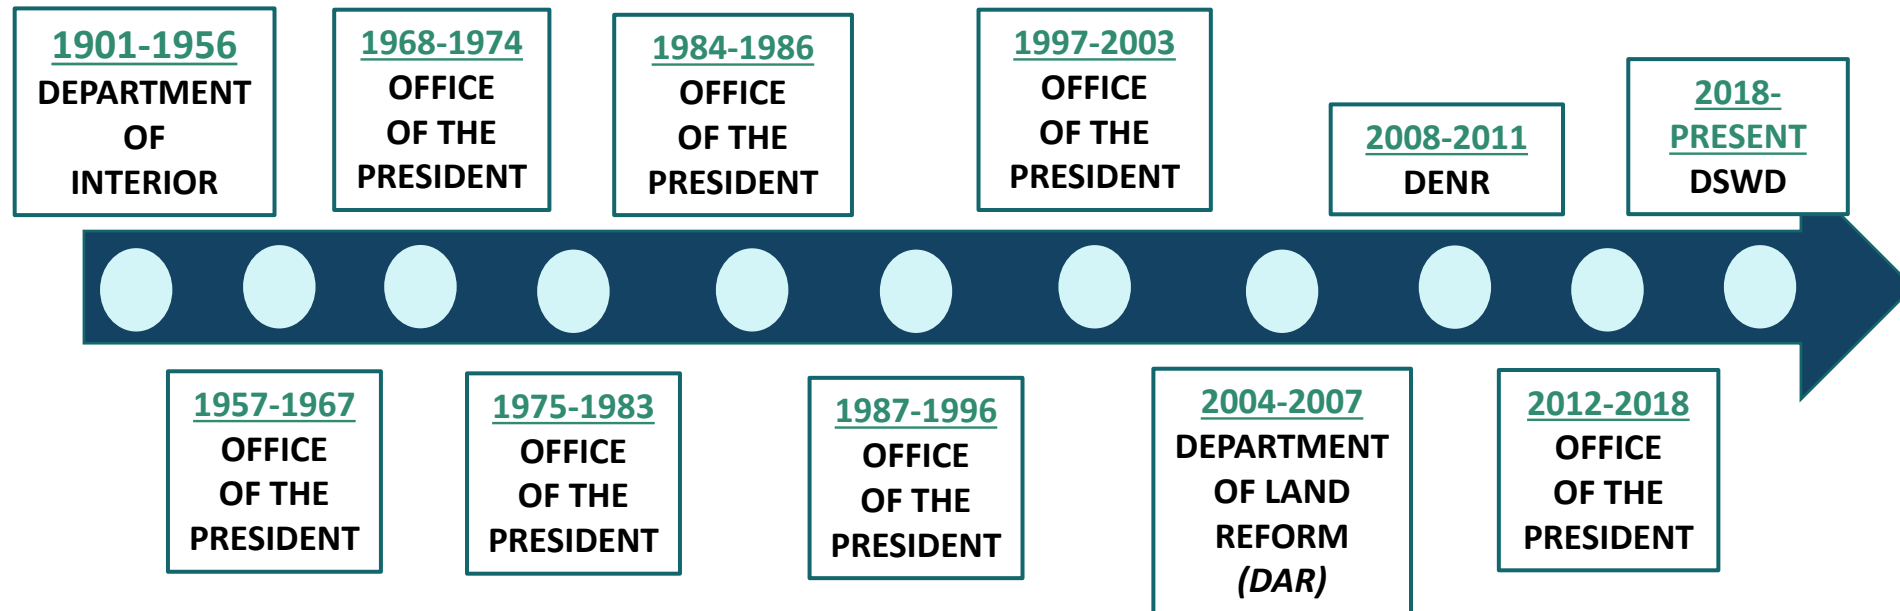 1901-1956
DEPARTMENT
OF
INTERIOR
1957-1967
OFFICE
OF THE
PRESIDENT
1968-1974
OFFICE
OF THE
PRESIDENT
1975-1983
OFFICE
OF THE
PRESIDENT
1984-1986
OFFICE
OF THE
PRESIDENT
1987-1996
OFFICE
OF THE
PRESIDENT
1997-2003
OFFICE
OF THE
PRESIDENT
2004-2007
DEPARTMENT
OF LAND
REFORM
(DAR)
2008-2011
DENR
2012-2018
OFFICE
OF THE
PRESIDENT
2018-
PRESENT
DSWD